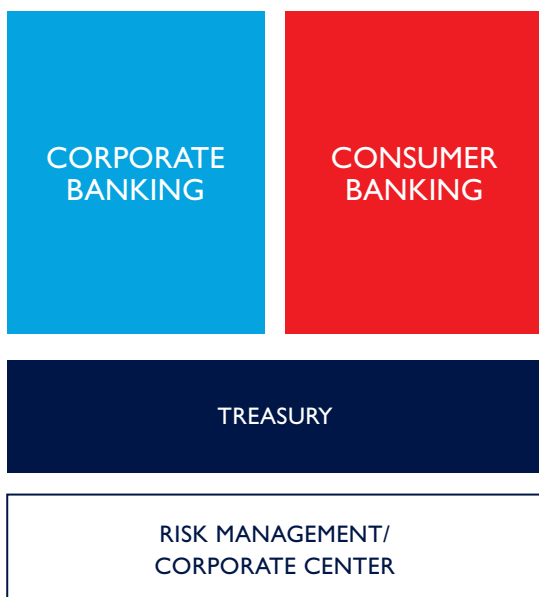 CORPORATE
BANKING
CONSUMER
BANKING
TREASURY
RISK MANAGEMENT/
CORPORATE CENTER